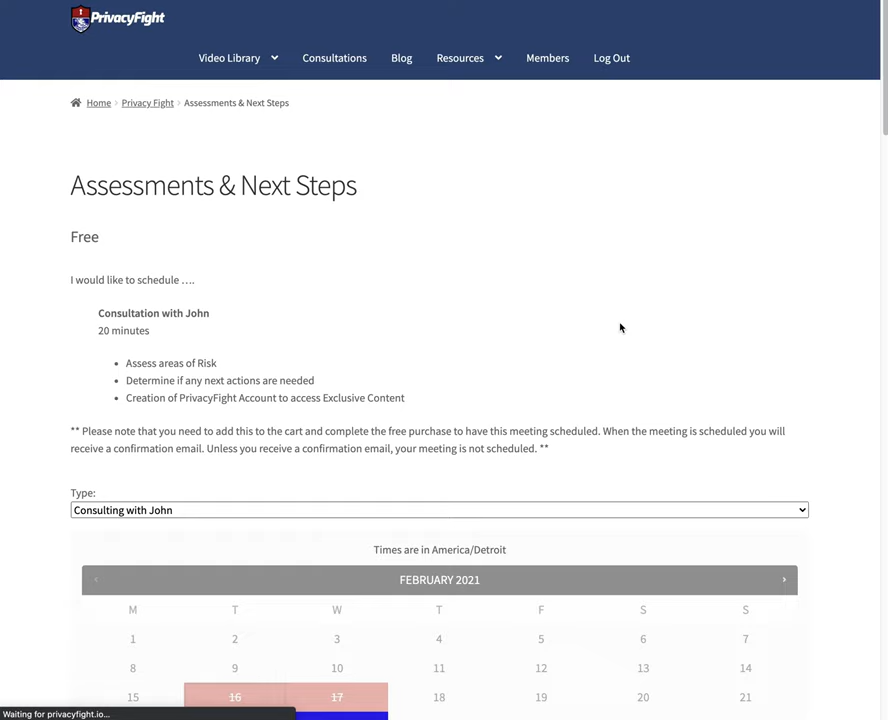 PrivacyFight
Video Library Consultations Blog Resources Members Log Out
Home › Privacy Fight › Assessments & Next Steps
Assessments & Next Steps
Free
I would like to schedule ….
Consultation with John
20 minutes
• Assess areas of Risk
• Determine if any next actions are needed
• Creation of PrivacyFight Account to access Exclusive Content
** Please note that you need to add this to the cart and complete the free purchase to have this meeting scheduled. When the meeting is scheduled you will
receive a confirmation email. Unless you receive a confirmation email, your meeting is not scheduled. **
Type:
Consulting with John
Times are in America/Detroit
‹ FEBRUARY 2021 ›
M T W T F S S
1 2 3 4 5 6 7
8 9 10 11 12 13 14
15 16 17 18 19 20 21
Waiting for privacyfight.io...